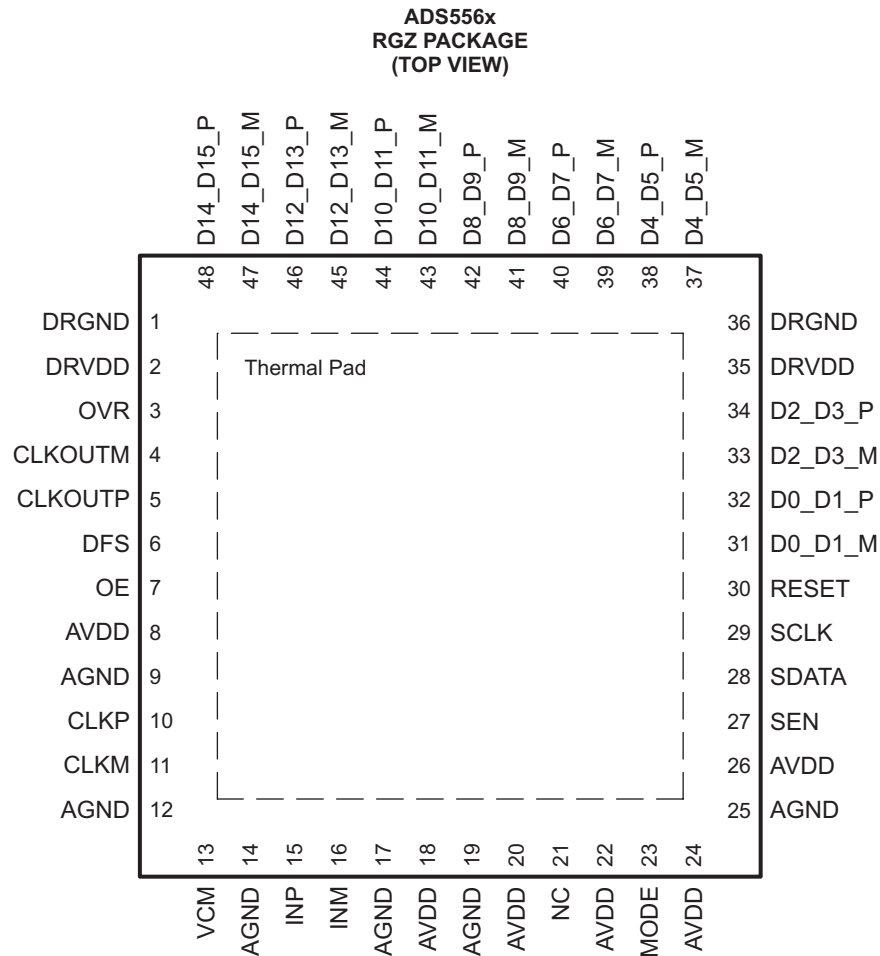 ADS556x
RGZ PACKAGE
(TOP VIEW)
D14_D15_P
D14_D15_M
D12_D13_P
D12_D13_M
D10_D11_P
D10_D11_M
D8_D9_P
D8_D9_M
D6_D7_P
D6_D7_M
D4_D5_P
D4_D5_M
48 47 46 45 44 43 42 41 40 39 38 37
DRGND 1
DRVDD 2
OVR 3
CLKOUTM 4
CLKOUTP 5
DFS 6
OE 7
AVDD 8
AGND 9
CLKP 10
CLKM 11
AGND 12
Thermal Pad
36 DRGND
35 DRVDD
34 D2_D3_P
33 D2_D3_M
32 D0_D1_P
31 D0_D1_M
30 RESET
29 SCLK
28 SDATA
27 SEN
26 AVDD
25 AGND
13 14 15 16 17 18 19 20 21 22 23 24
VCM
AGND
INP
INM
AGND
AVDD
AGND
AVDD
NC
AVDD
MODE
AVDD